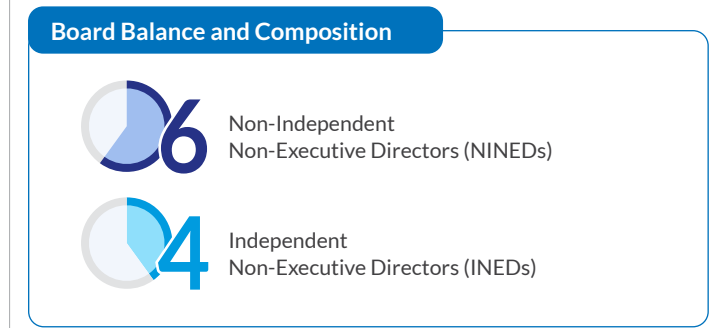 Board Balance and Composition
6
Non-Independent
Non-Executive Directors (NINEDs)
4
Independent
Non-Executive Directors (INEDs)